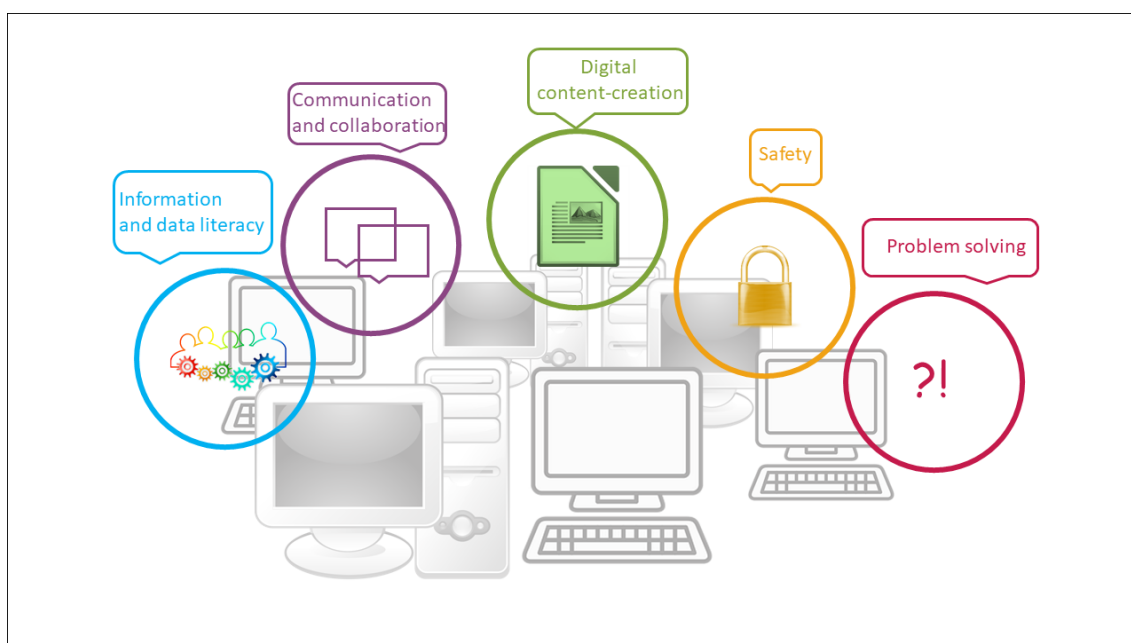 Information
and data literacy
Communication
and collaboration
Digital
content-creation
Safety
Problem solving
?!